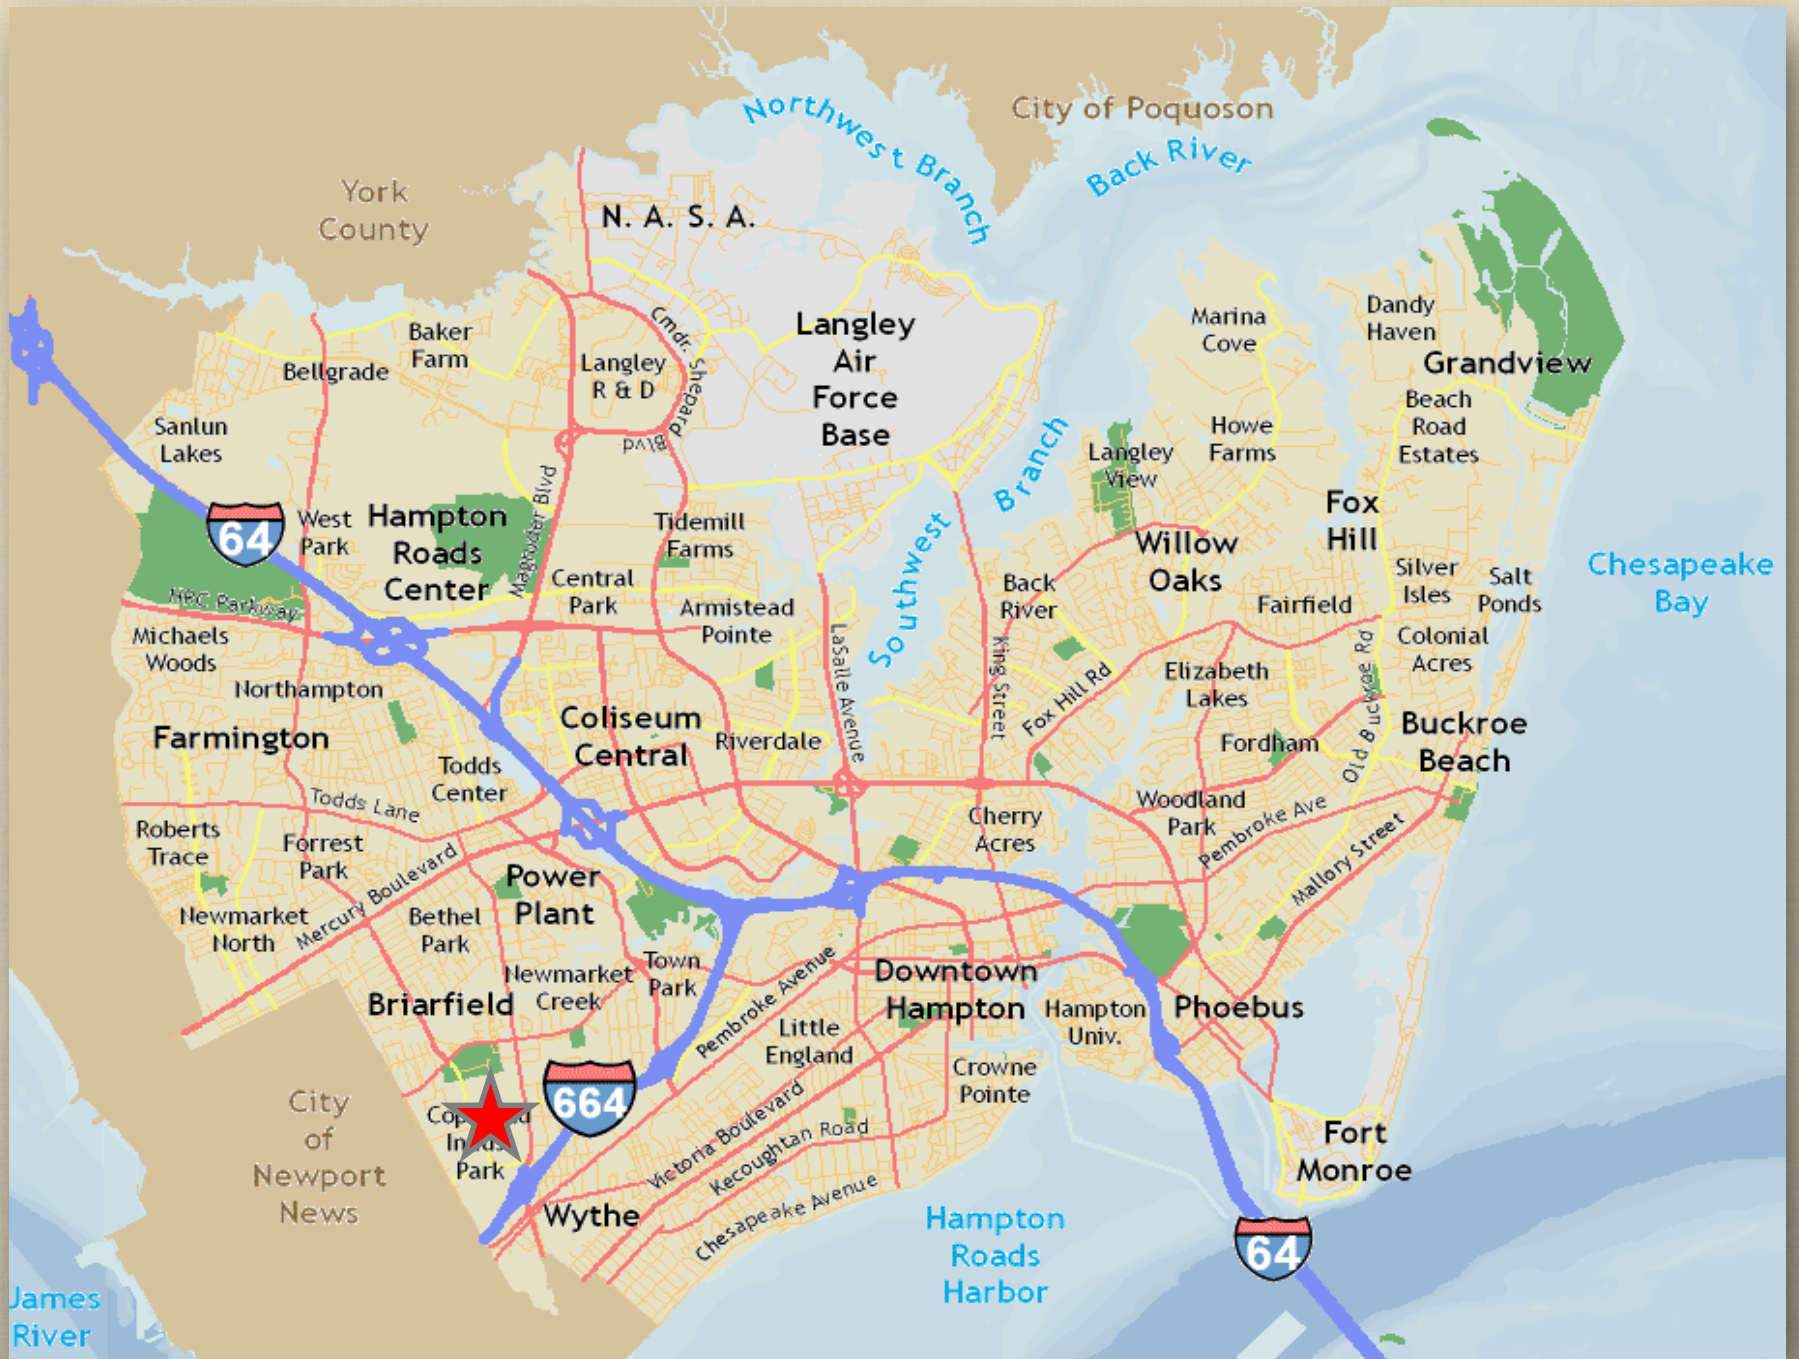 Northwest Branch
City of Poquoson
Back River
York
County
N. A. S. A.
Cmdr. Shepard Blvd
Baker
Farm
Bellgrade
Langley
R & D
Langley
Air
Force
Base
Marina
Cove
Dandy
Haven
Grandview
Beach
Road
Estates
Sanlun
Lakes
Howe
Farms
Langley
View
Southwest Branch
64
West
Park
Hampton
Roads
Center
Magruder Blvd
Tidemill
Farms
Fox
Hill
Willow
Oaks
Chesapeake
Bay
Silver
Isles
Salt
Ponds
Back
River
Fairfield
Central
Park
Armistead
Pointe
HRC Parkway
Michaels
Woods
Northampton
Colonial
Acres
Elizabeth
Lakes
LaSalle Avenue
King Street
Fox Hill Rd
Old Buckroe Rd
Farmington
Coliseum
Central
Riverdale
Fordham
Buckroe
Beach
Todds
Center
Todds Lane
Roberts
Trace
Forrest
Park
Cherry
Acres
Woodland
Park
Pembroke Ave
Mallory Street
Mercury Boulevard
Power
Plant
Newmarket
North
Bethel
Park
Newmarket
Creek
Town
Park
Briarfield
Pembroke Avenue
Downtown
Hampton
Hampton
Univ.
Phoebus
Little
England
Crowne
Pointe
664
City
of
Newport
News
Park
Victoria Boulevard
Kecoughtan Road
Chesapeake Avenue
Wythe
Fort
Monroe
Hampton
Roads
Harbor
64
James
River